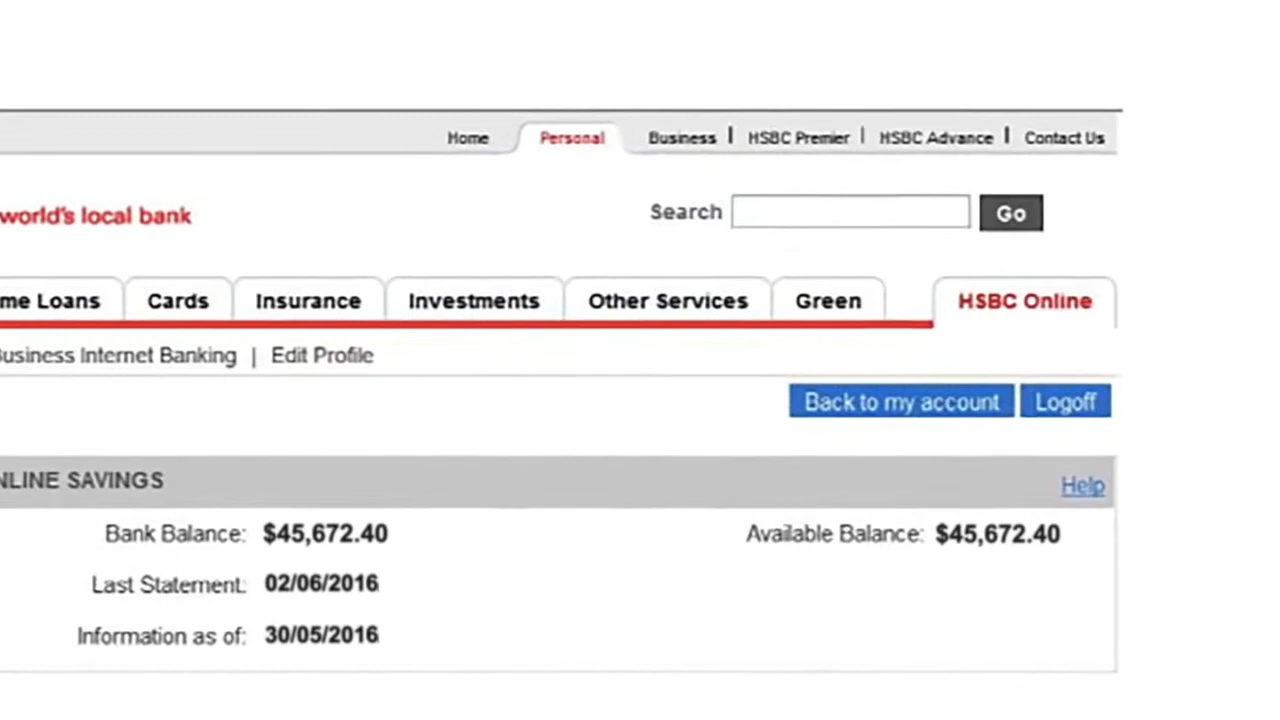 Home Personal Business | HSBC Premier | HSBC Advance | Contact Us
world's local bank
Search Go
me Loans Cards Insurance Investments Other Services Green HSBC Online
Business Internet Banking | Edit Profile
Back to my account Logoff
NLINE SAVINGS Help
Bank Balance: $45,672.40 Available Balance: $45,672.40
Last Statement: 02/06/2016
Information as of: 30/05/2016